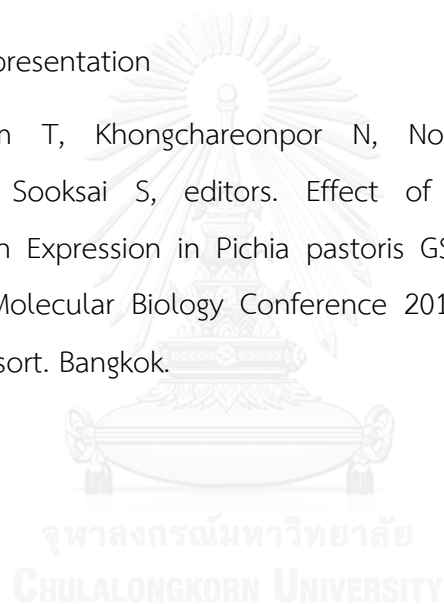 presentation
T, Khongchareonpor N, No
Sooksai S, editors. Effect of
Expression in Pichia pastoris GS
Molecular Biology Conference 201
sort. Bangkok.
จุฬาลงกรณ์มหาวิทยาลัย
CHULALONGKORN UNIVERSITY